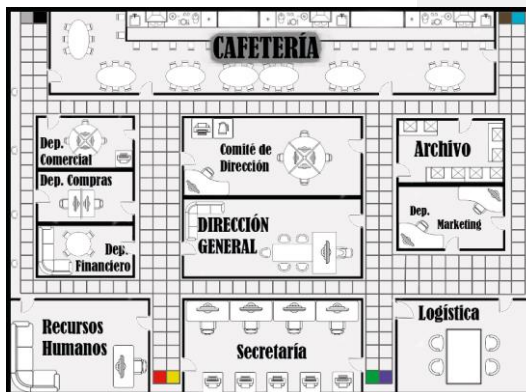 CAFETERÍA
Dep.
Comercial
Dep. Compras
Dep.
Financiero
Comité de
Dirección
DIRECCIÓN
GENERAL
Archivo
Dep.
Marketing
Recursos
Humanos
Secretaría
Logística